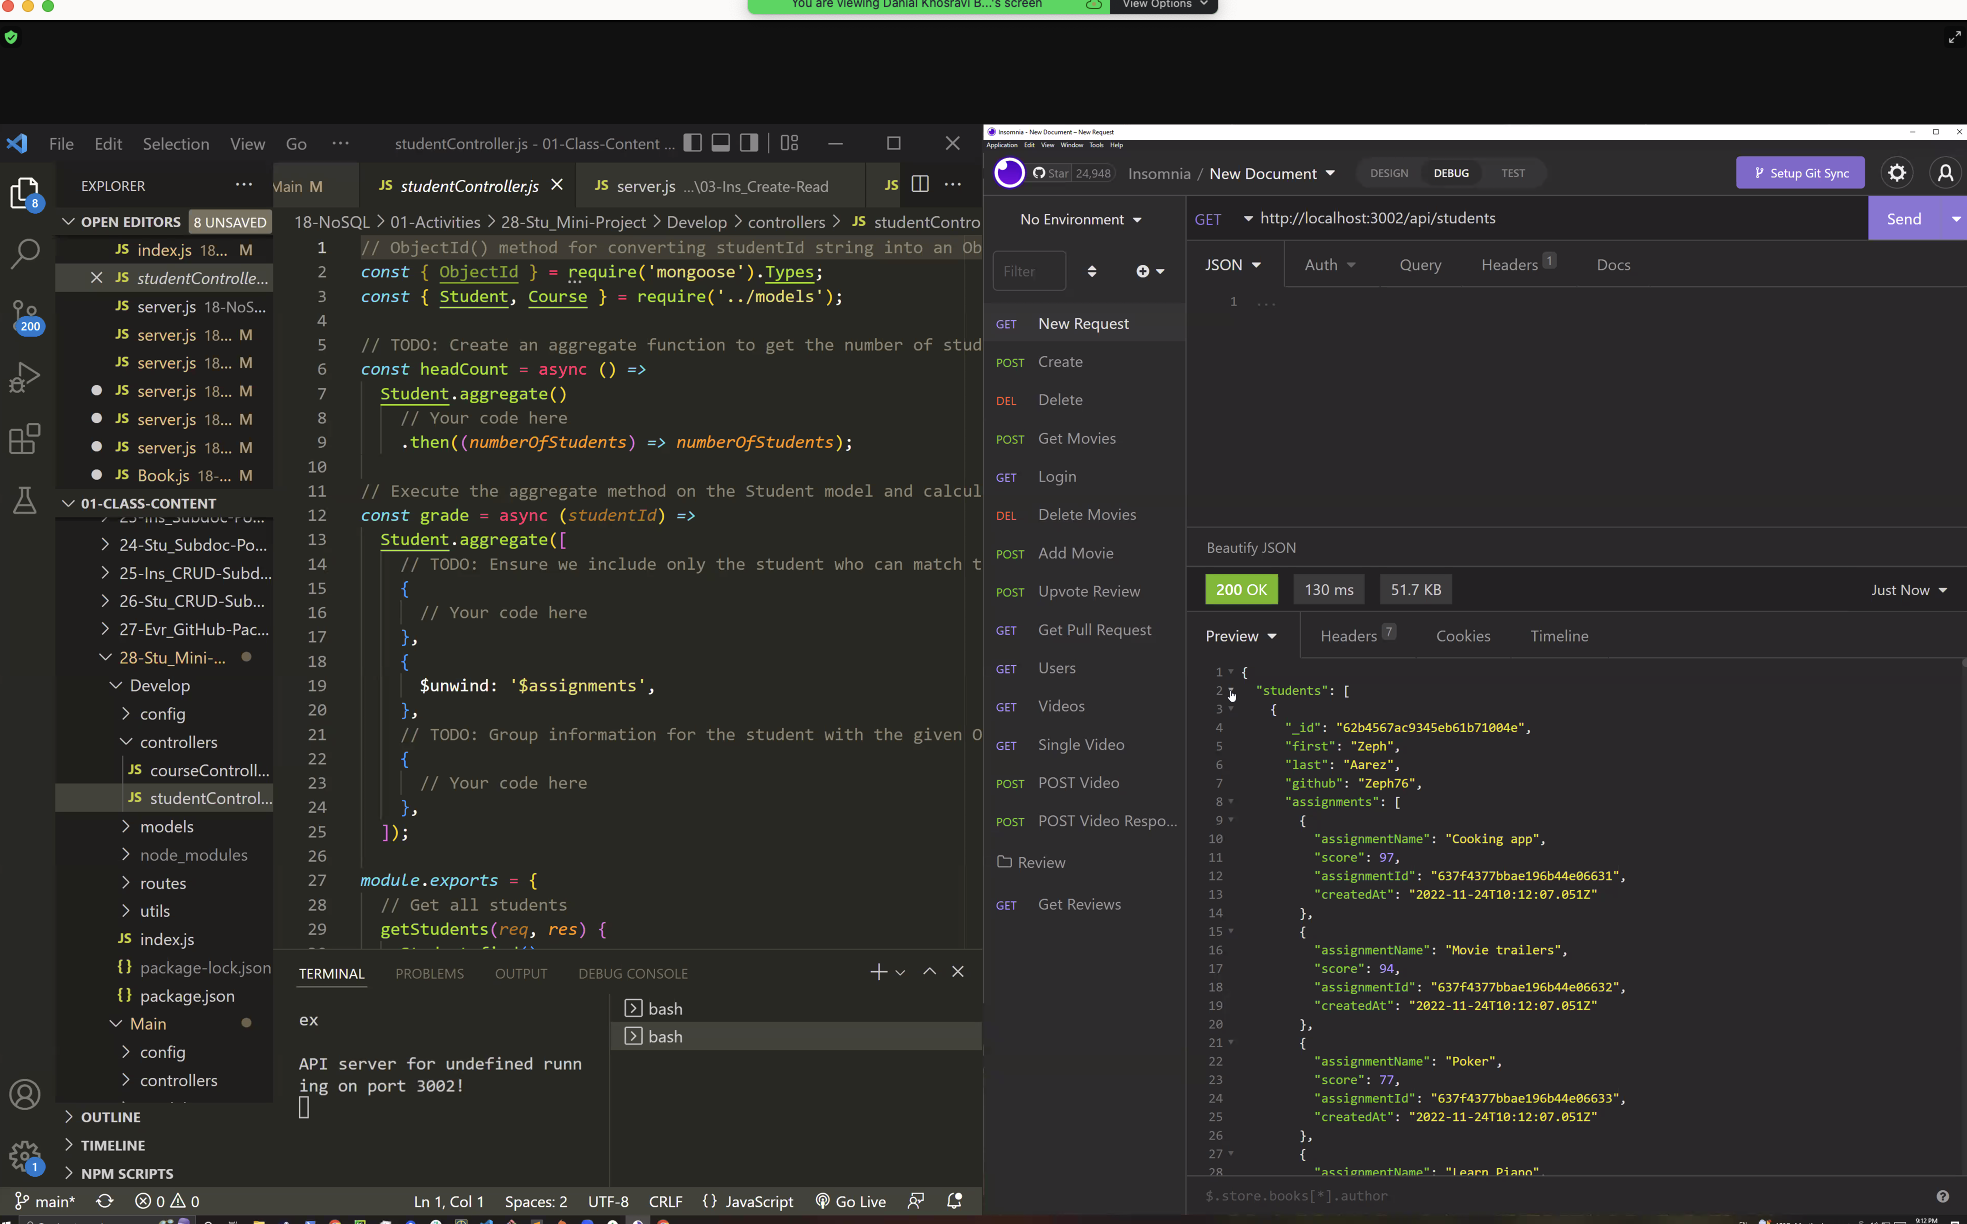 You are viewing Danial Khosravi B...'s screen
View Options
File Edit Selection View Go ...
studentController.js - 01-Class-Content ...
EXPLORER
Main M
JS studentController.js
JS server.js ...\03-Ins_Create-Read
JS
OPEN EDITORS 8 UNSAVED
JS index.js 18... M
JS studentControlle...
JS server.js 18-NoS...
JS server.js 18... M
JS server.js 18... M
JS server.js 18... M
JS server.js 18... M
JS server.js 18... M
JS Book.js 18-... M
8
200
1
01-CLASS-CONTENT
24-Stu_Subdoc-Po...
25-Ins_CRUD-Subd...
26-Stu_CRUD-Sub...
27-Evr_GitHub-Pac...
28-Stu_Mini-...
Develop
config
controllers
JS courseControll...
JS studentControl...
models
node_modules
routes
utils
JS index.js
{} package-lock.json
{} package.json
Main
config
controllers
OUTLINE
TIMELINE
NPM SCRIPTS
18-NoSQL > 01-Activities > 28-Stu_Mini-Project > Develop > controllers > JS studentContro
1 // ObjectId() method for converting studentId string into an Ob
2 const { ObjectId } = require('mongoose').Types;
3 const { Student, Course } = require('../models');
4
5 // TODO: Create an aggregate function to get the number of stud
6 const headCount = async () =>
7 Student.aggregate()
8 // Your code here
9 .then((numberOfStudents) => numberOfStudents);
10
11 // Execute the aggregate method on the Student model and calcul
12 const grade = async (studentId) =>
13 Student.aggregate([
14 // TODO: Ensure we include only the student who can match t
15 {
16 // Your code here
17 },
18 {
19 $unwind: '$assignments',
20 },
21 // TODO: Group information for the student with the given O
22 {
23 // Your code here
24 },
25 ]);
26
27 module.exports = {
28 // Get all students
29 getStudents(req, res) {
TERMINAL PROBLEMS OUTPUT DEBUG CONSOLE
ex
API server for undefined runn
ing on port 3002!
bash
bash
main* 0 0 Ln 1, Col 1 Spaces: 2 UTF-8 CRLF {} JavaScript Go Live
Insomnia - New Document – New Request
Application Edit View Window Tools Help
Star 24,948 Insomnia / New Document DESIGN DEBUG TEST Setup Git Sync
No Environment
Filter
GET New Request
POST Create
DEL Delete
POST Get Movies
GET Login
DEL Delete Movies
POST Add Movie
POST Upvote Review
GET Get Pull Request
GET Users
GET Videos
GET Single Video
POST POST Video
POST POST Video Respo...
Review
GET Get Reviews
GET http://localhost:3002/api/students Send
JSON Auth Query Headers 1 Docs
1 ...
Beautify JSON
200 OK 130 ms 51.7 KB Just Now
Preview Headers 7 Cookies Timeline
1 {
2 "students": [
3 {
4 "_id": "62b4567ac9345eb61b71004e",
5 "first": "Zeph",
6 "last": "Aarez",
7 "github": "Zeph76",
8 "assignments": [
9 {
10 "assignmentName": "Cooking app",
11 "score": 97,
12 "assignmentId": "637f4377bbae196b44e06631",
13 "createdAt": "2022-11-24T10:12:07.051Z"
14 },
15 {
16 "assignmentName": "Movie trailers",
17 "score": 94,
18 "assignmentId": "637f4377bbae196b44e06632",
19 "createdAt": "2022-11-24T10:12:07.051Z"
20 },
21 {
22 "assignmentName": "Poker",
23 "score": 77,
24 "assignmentId": "637f4377bbae196b44e06633",
25 "createdAt": "2022-11-24T10:12:07.051Z"
26 },
27 {
28 "assignmentName": "Learn Piano",
$.store.books[*].author
9:12 PM